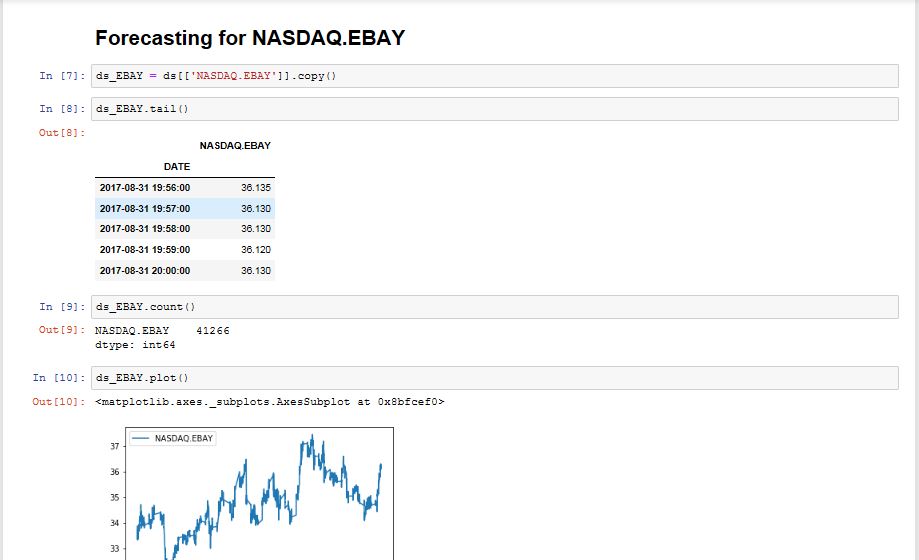 Forecasting for NASDAQ.EBAY
In [7]: ds_EBAY = ds[['NASDAQ.EBAY']].copy()
In [8]: ds_EBAY.tail()
Out[8]:
NASDAQ.EBAY
DATE
2017-08-31 19:56:00 36.135
2017-08-31 19:57:00 36.130
2017-08-31 19:58:00 36.130
2017-08-31 19:59:00 36.120
2017-08-31 20:00:00 36.130
In [9]: ds_EBAY.count()
Out[9]: NASDAQ.EBAY 41266
dtype: int64
In [10]: ds_EBAY.plot()
Out[10]: <matplotlib.axes._subplots.AxesSubplot at 0x8bfcef0>
NASDAQ.EBAY
37
36
35
34
33